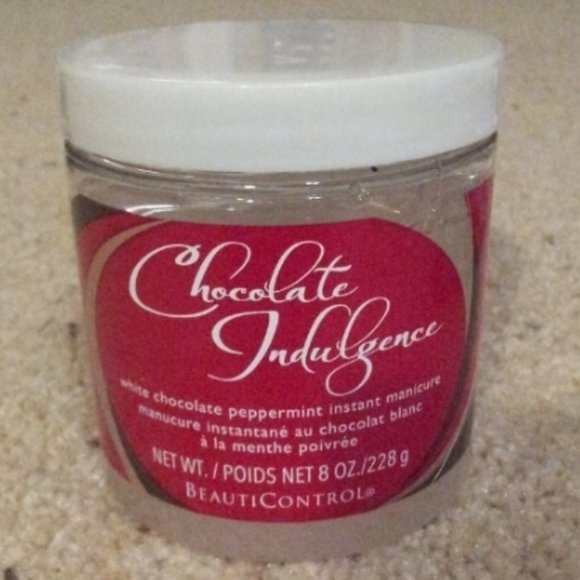 Chocolate
Indulgence
white chocolate peppermint instant manicure
manucure instantané au chocolat blanc
à la menthe poivrée
NET WT. / POIDS NET 8 OZ./228 g
BEAUTICONTROL®